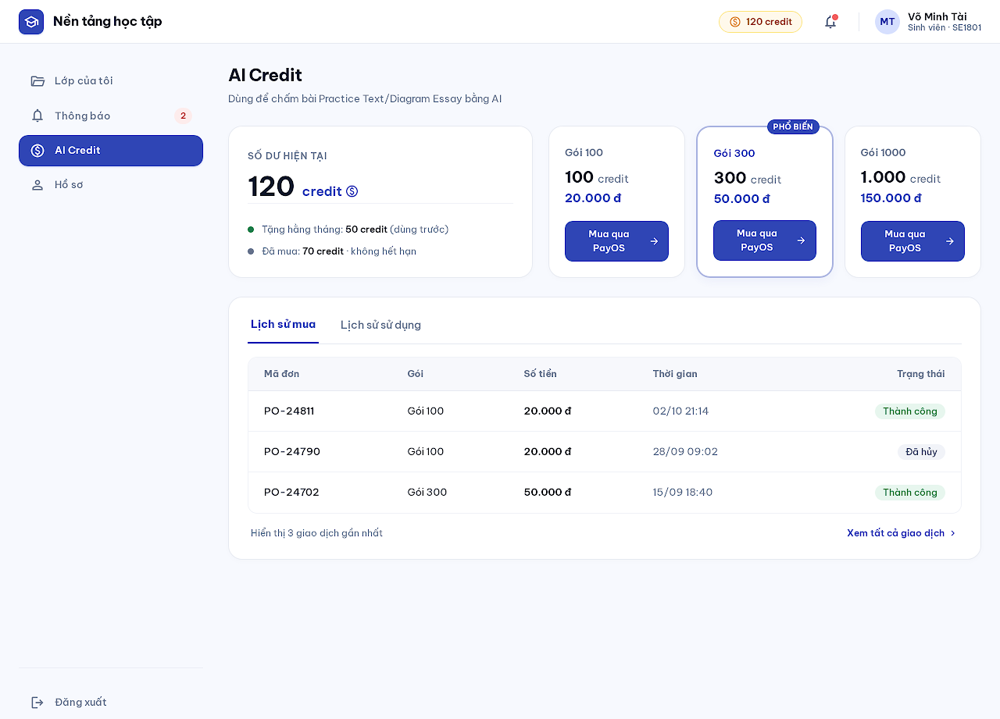 Nền tảng học tập
120 credit
MT
Võ Minh Tài
Sinh viên · SE1801
Lớp của tôi
Thông báo
2
AI Credit
Hồ sơ
Đăng xuất
AI Credit
Dùng để chấm bài Practice Text/Diagram Essay bằng AI
SỐ DƯ HIỆN TẠI
120 credit
Tặng hằng tháng: 50 credit (dùng trước)
Đã mua: 70 credit · không hết hạn
Gói 100
100 credit
20.000 đ
Mua qua
PayOS
PHỔ BIẾN
Gói 300
300 credit
50.000 đ
Mua qua
PayOS
Gói 1000
1.000 credit
150.000 đ
Mua qua
PayOS
Lịch sử mua Lịch sử sử dụng
Mã đơn Gói Số tiền Thời gian Trạng thái
PO-24811 Gói 100 20.000 đ 02/10 21:14 Thành công
PO-24790 Gói 100 20.000 đ 28/09 09:02 Đã hủy
PO-24702 Gói 300 50.000 đ 15/09 18:40 Thành công
Hiển thị 3 giao dịch gần nhất
Xem tất cả giao dịch